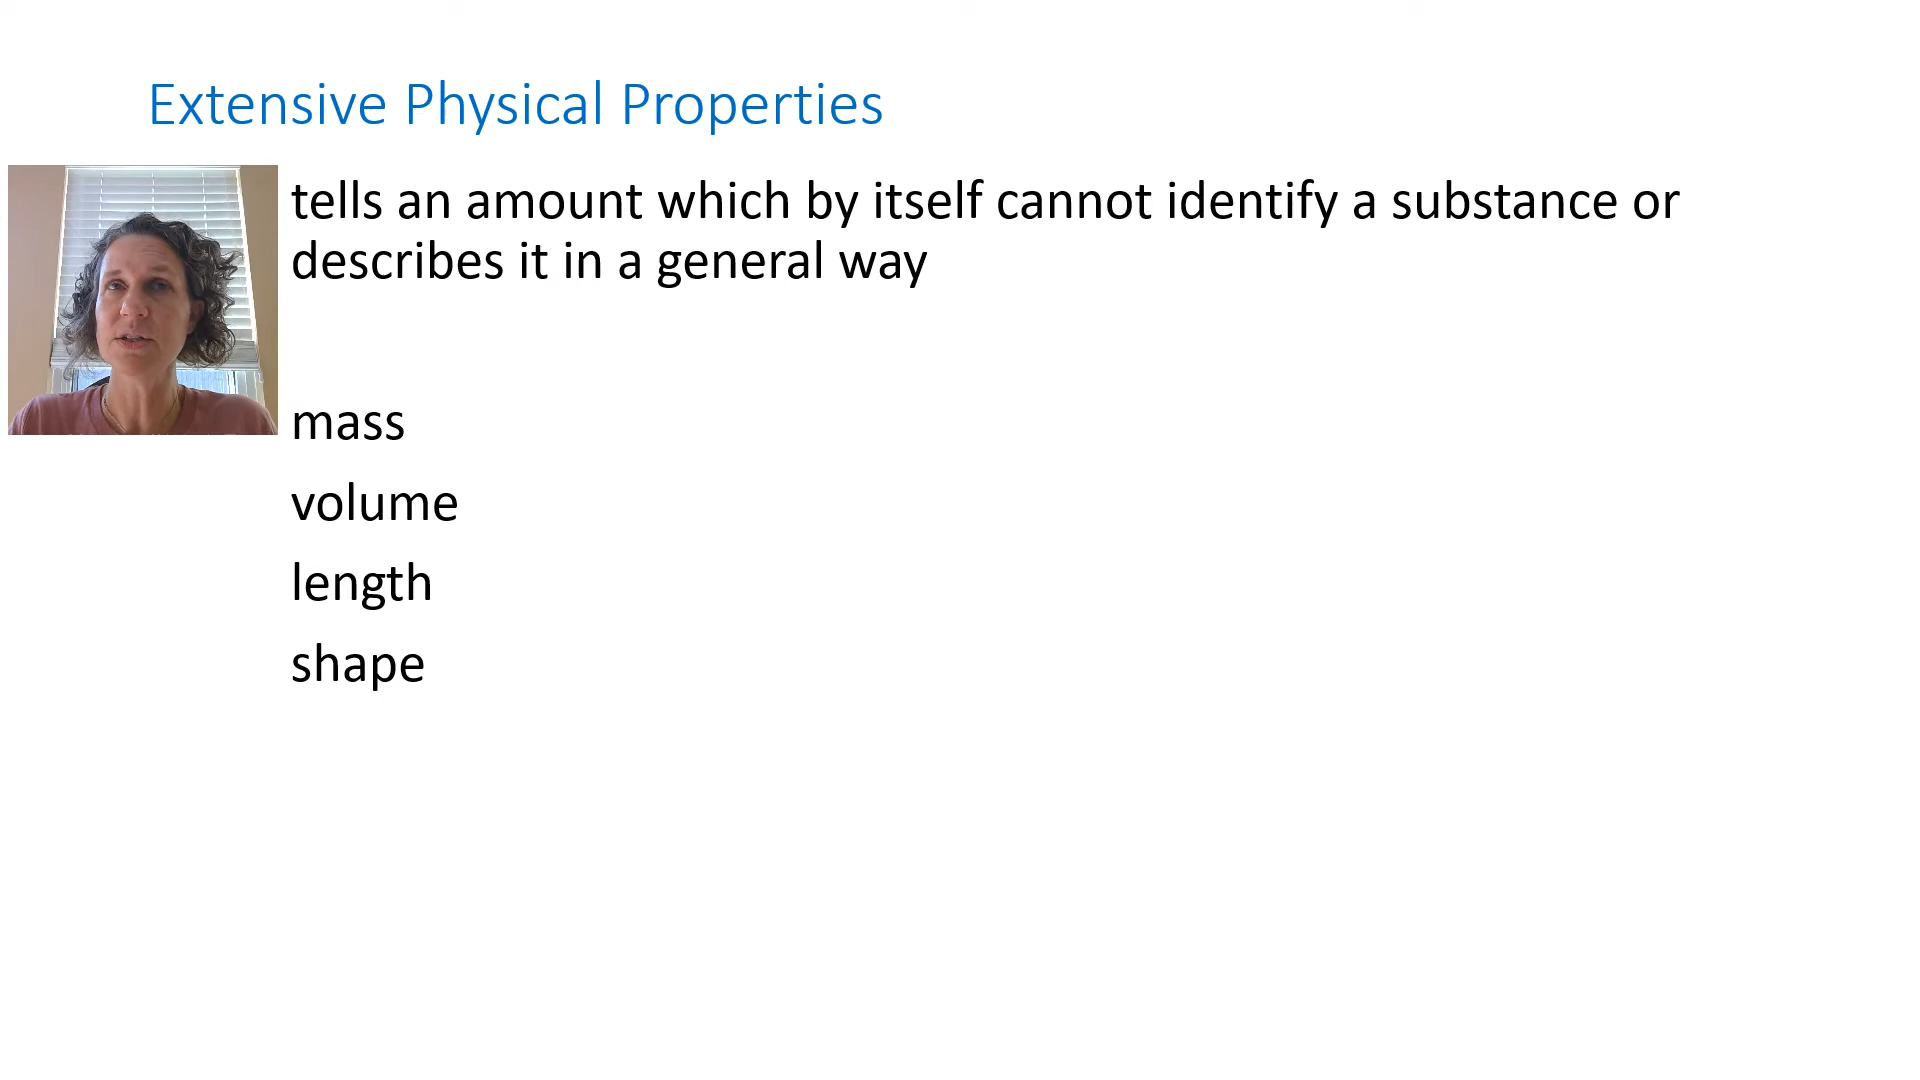 Extensive Physical Properties
tells an amount which by itself cannot identify a substance or
describes it in a general way
mass
volume
length
shape